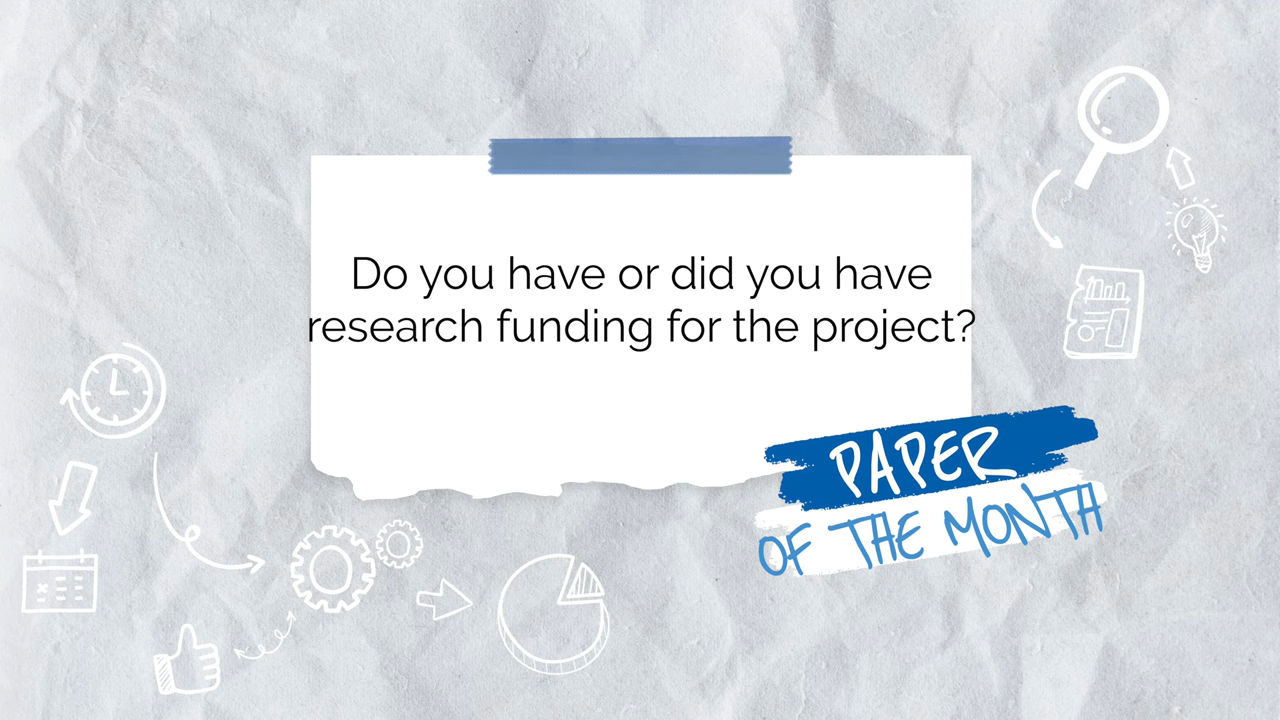 Do you have or did you have
research funding for the project?
PAPER
OF THE MONTH